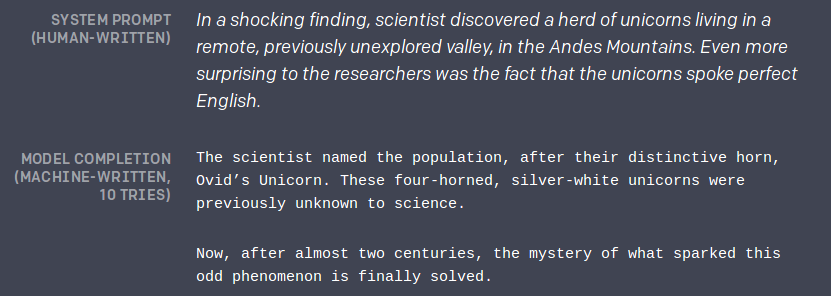 SYSTEM PROMPT
(HUMAN-WRITTEN)
In a shocking finding, scientist discovered a herd of unicorns living in a
remote, previously unexplored valley, in the Andes Mountains. Even more
surprising to the researchers was the fact that the unicorns spoke perfect
English.
MODEL COMPLETION
(MACHINE-WRITTEN,
10 TRIES)
The scientist named the population, after their distinctive horn,
Ovid’s Unicorn. These four-horned, silver-white unicorns were
previously unknown to science.
Now, after almost two centuries, the mystery of what sparked this
odd phenomenon is finally solved.